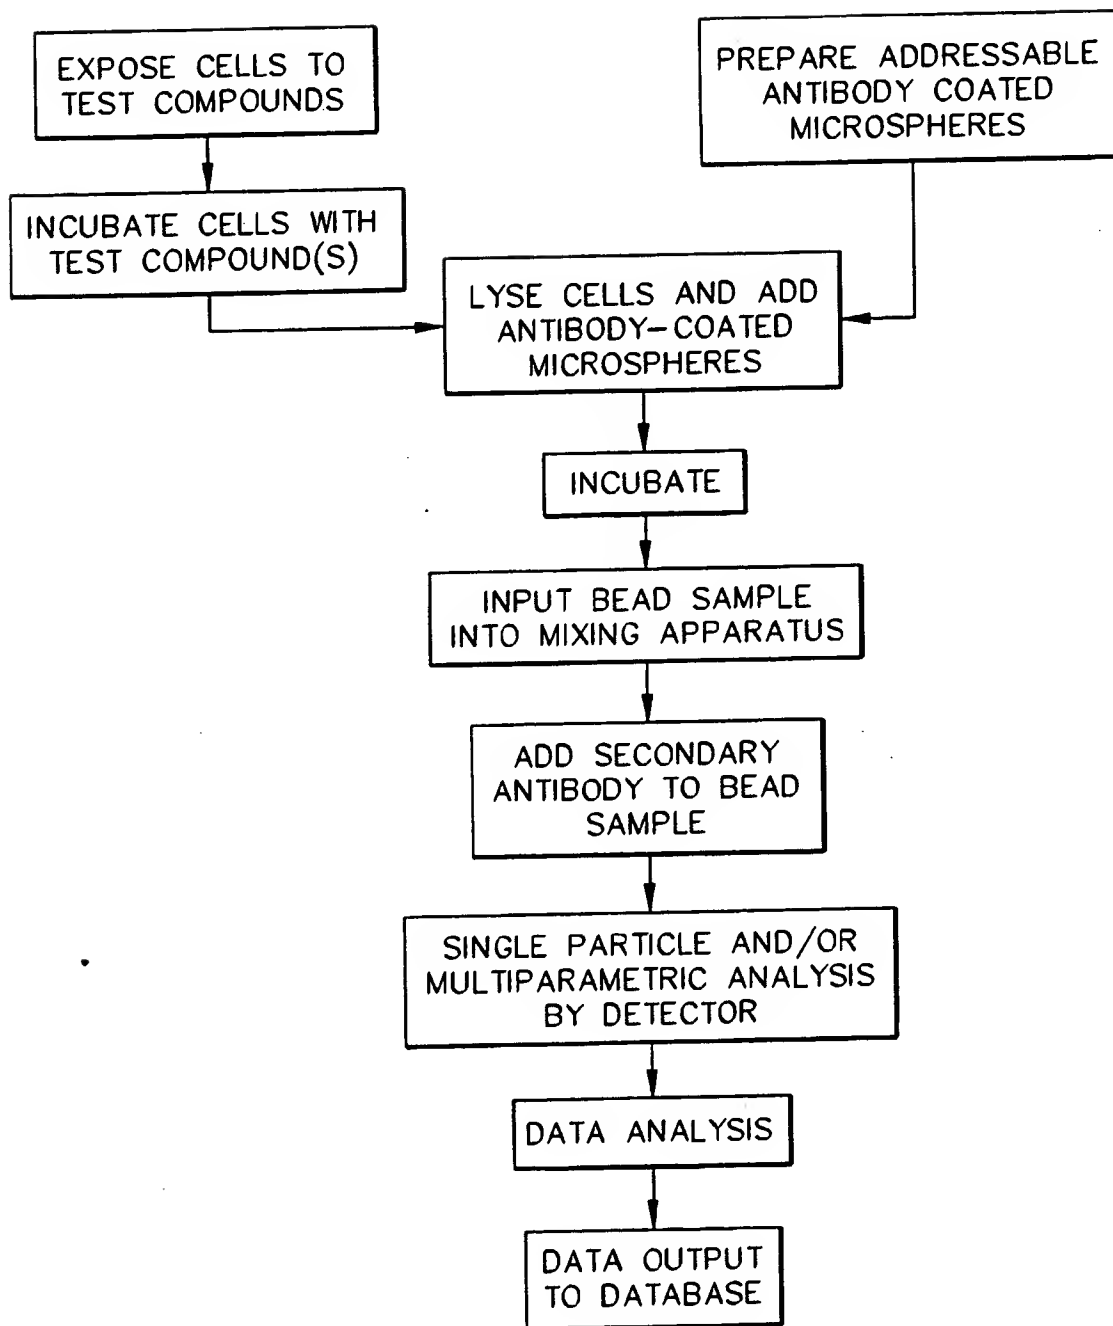 EXPOSE CELLS TO
TEST COMPOUNDS
PREPARE ADDRESSABLE
ANTIBODY COATED
MICROSPHERES
INCUBATE CELLS WITH
TEST COMPOUND(S)
LYSE CELLS AND ADD
ANTIBODY-COATED
MICROSPHERES
INCUBATE
INPUT BEAD SAMPLE
INTO MIXING APPARATUS
ADD SECONDARY
ANTIBODY TO BEAD
SAMPLE
SINGLE PARTICLE AND/OR
MULTIPARAMETRIC ANALYSIS
BY DETECTOR
DATA ANALYSIS
DATA OUTPUT
TO DATABASE